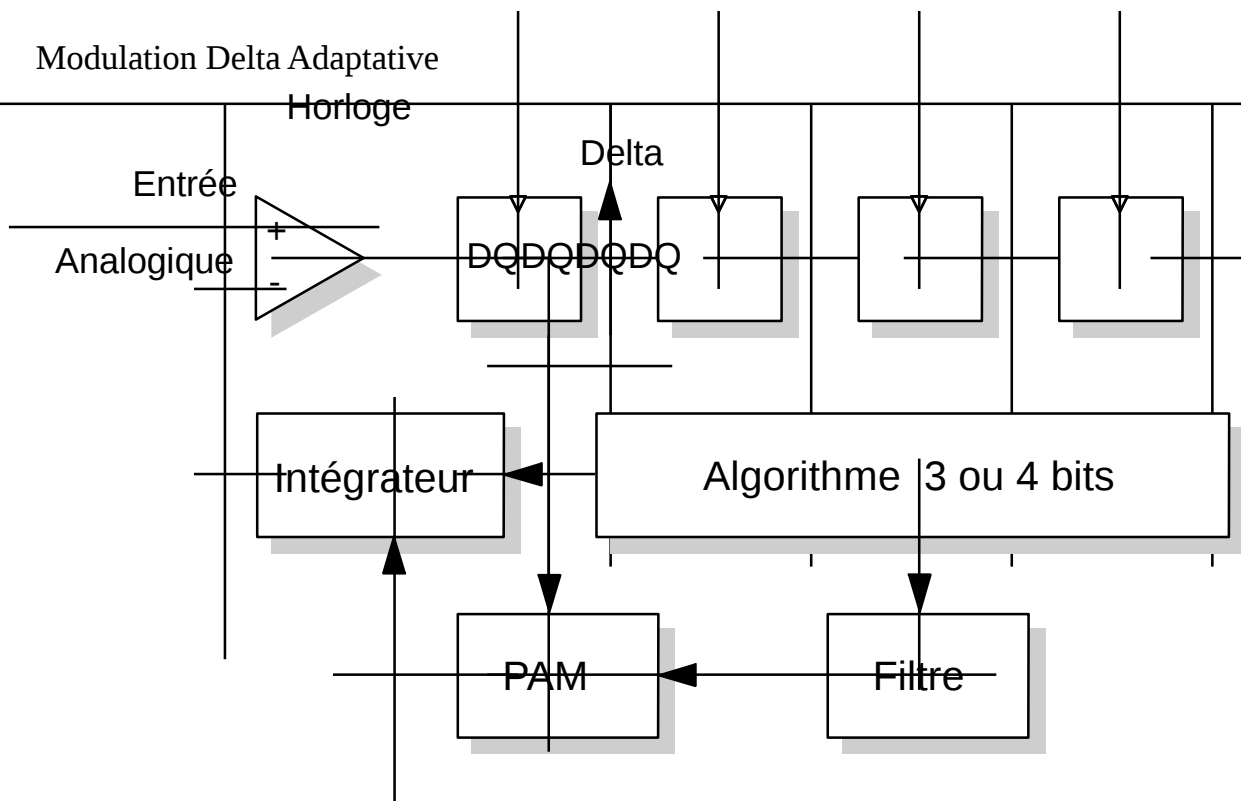 Modulation Delta Adaptative
Horloge
Delta
Entrée
+
Analogique
-
DQDQDQDQ
Intégrateur
Algorithme 3 ou 4 bits
PAM
Filtre